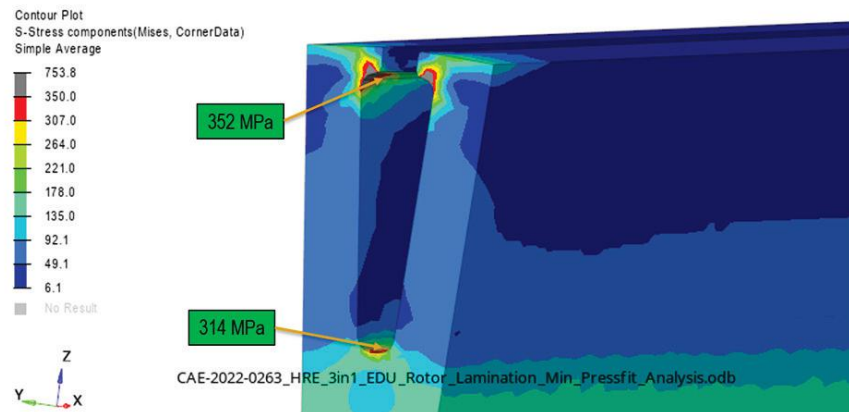 Contour Plot
S-Stress components(Mises, CornerData)
Simple Average
753.8
350.0
307.0
264.0
221.0
178.0
135.0
92.1
49.1
6.1
No Result
352 MPa
314 MPa
CAE-2022-0263_HRE_3in1_EDU_Rotor_Lamination_Min_Pressfit_Analysis.odb
Z
Y
X